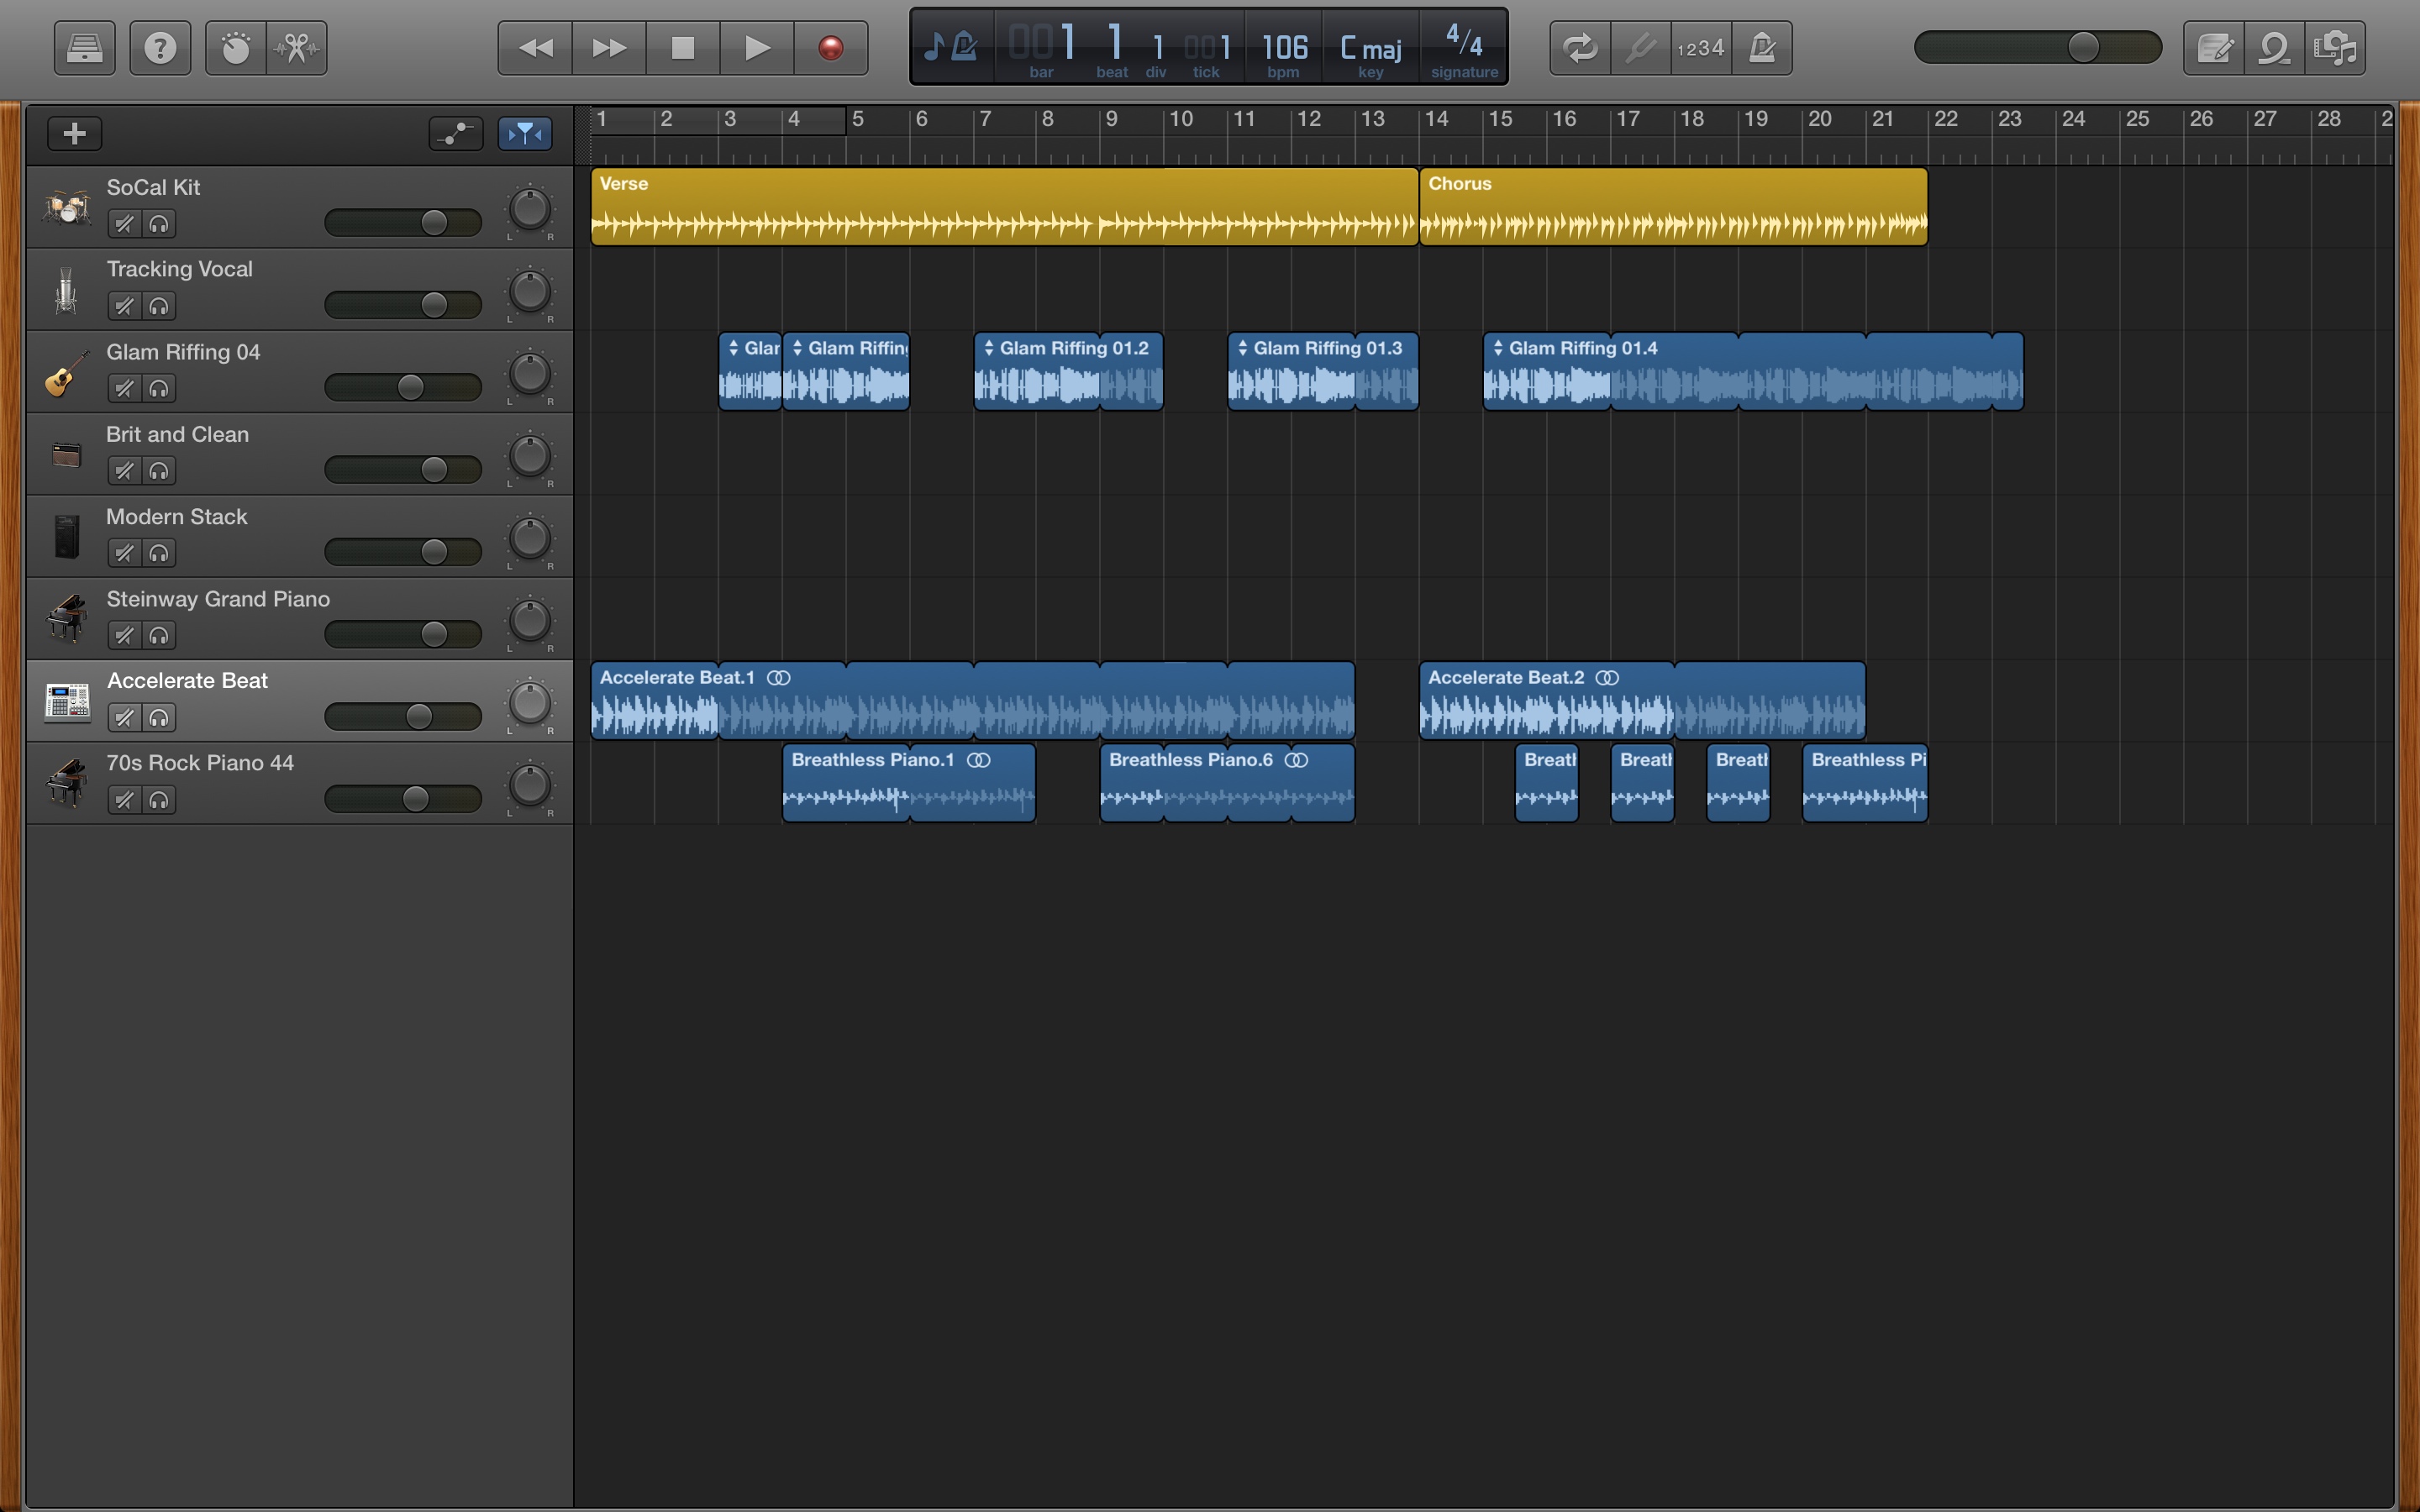 001 1 1 001 106 C maj 4/4
bar beat div tick bpm key signature
1234
1 2 3 4 5 6 7 8 9 10 11 12 13 14 15 16 17 18 19 20 21 22 23 24 25 26 27 28 2
SoCal Kit
L R
Verse
Chorus
Tracking Vocal
L R
Glam Riffing 04
L R
Glar
Glam Riffing
Glam Riffing 01.2
Glam Riffing 01.3
Glam Riffing 01.4
Brit and Clean
L R
Modern Stack
L R
Steinway Grand Piano
L R
Accelerate Beat
L R
Accelerate Beat.1
Accelerate Beat.2
70s Rock Piano 44
L R
Breathless Piano.1
Breathless Piano.6
Breath
Breath
Breath
Breathless Pi